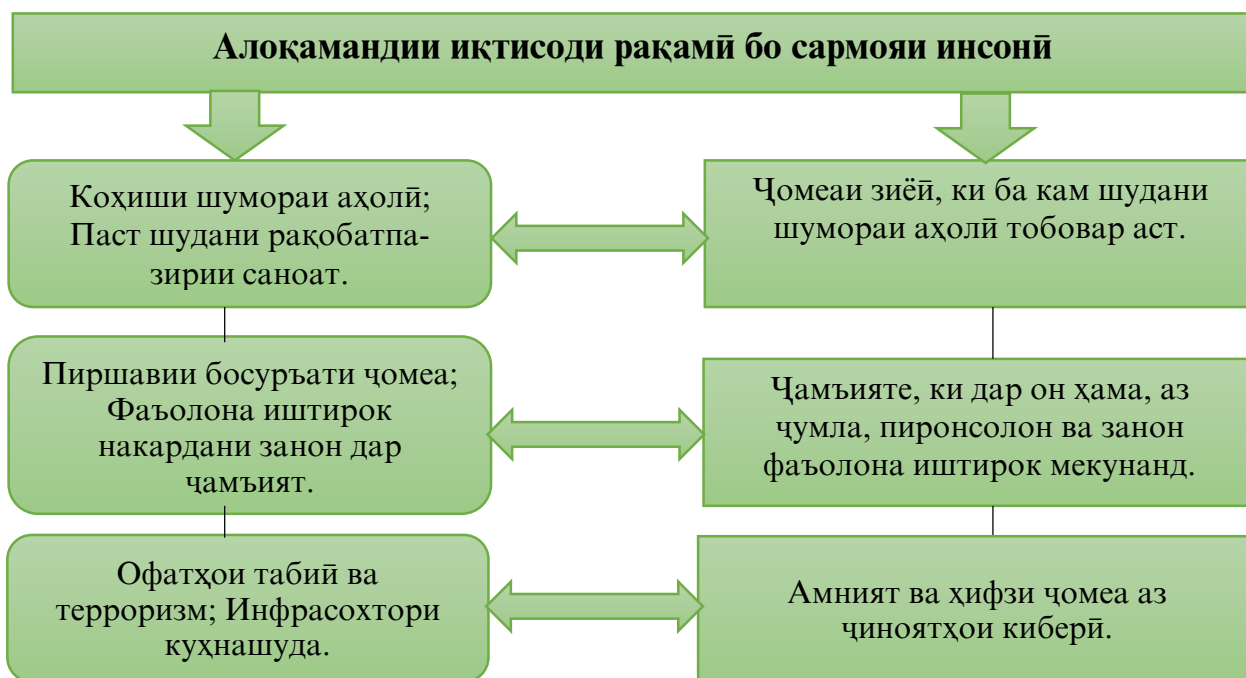 Алоқамандии иқтисоди рақамӣ бо сармояи инсонӣ
Коҳиши шумораи аҳолӣ;
Паст шудани рақобатпа-
зирии саноат.
Ҷомеаи зиёӣ, ки ба кам шудани
шумораи аҳолӣ тобовар аст.
Пиршавии босуръати ҷомеа;
Фаъолона иштирок
накардани занон дар
ҷамъият.
Ҷамъияте, ки дар он ҳама, аз
ҷумла, пиронсолон ва занон
фаъолона иштирок мекунанд.
Офатҳои табиӣ ва
терроризм; Инфрасохтори
куҳнашуда.
Амният ва ҳифзи ҷомеа аз
ҷиноятҳои киберӣ.